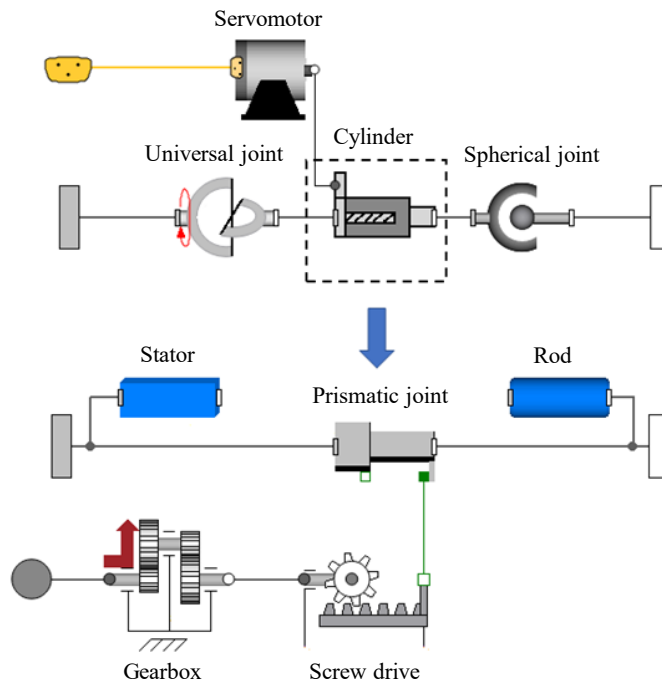 Servomotor
Cylinder
Universal joint
Spherical joint
Stator
Rod
Prismatic joint
Gearbox
Screw drive